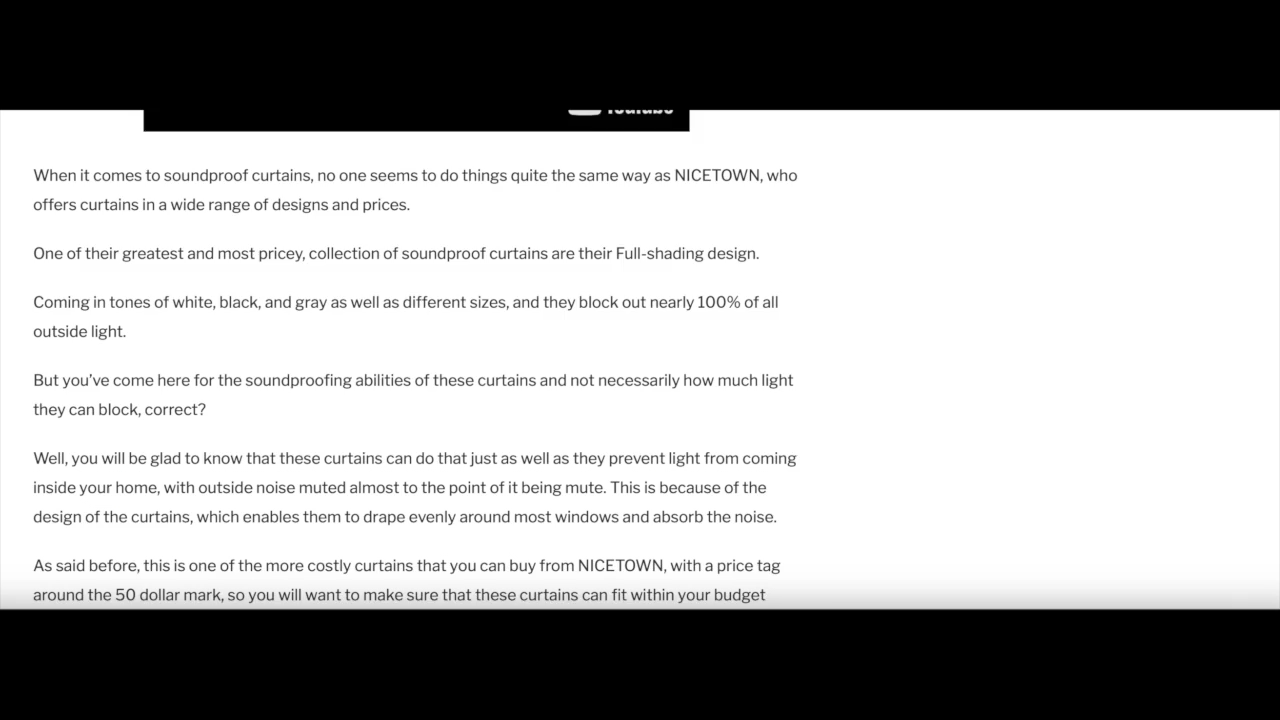 YouTube
When it comes to soundproof curtains, no one seems to do things quite the same way as NICETOWN, who
offers curtains in a wide range of designs and prices.
One of their greatest and most pricey, collection of soundproof curtains are their Full-shading design.
Coming in tones of white, black, and gray as well as different sizes, and they block out nearly 100% of all
outside light.
But you’ve come here for the soundproofing abilities of these curtains and not necessarily how much light
they can block, correct?
Well, you will be glad to know that these curtains can do that just as well as they prevent light from coming
inside your home, with outside noise muted almost to the point of it being mute. This is because of the
design of the curtains, which enables them to drape evenly around most windows and absorb the noise.
As said before, this is one of the more costly curtains that you can buy from NICETOWN, with a price tag
around the 50 dollar mark, so you will want to make sure that these curtains can fit within your budget